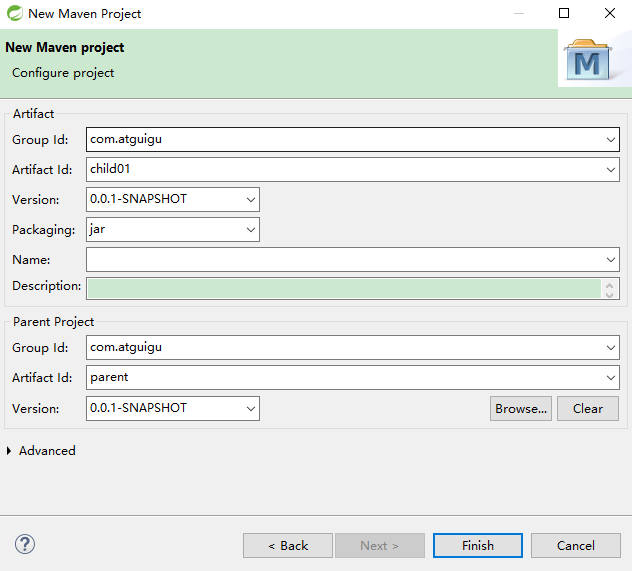 New Maven Project
New Maven project
Configure project
M
Artifact
Group Id: com.atguigu
Artifact Id: child01
Version: 0.0.1-SNAPSHOT
Packaging: jar
Name:
Description:
Parent Project
Group Id: com.atguigu
Artifact Id: parent
Version: 0.0.1-SNAPSHOT Browse... Clear
Advanced
? < Back Next > Finish Cancel